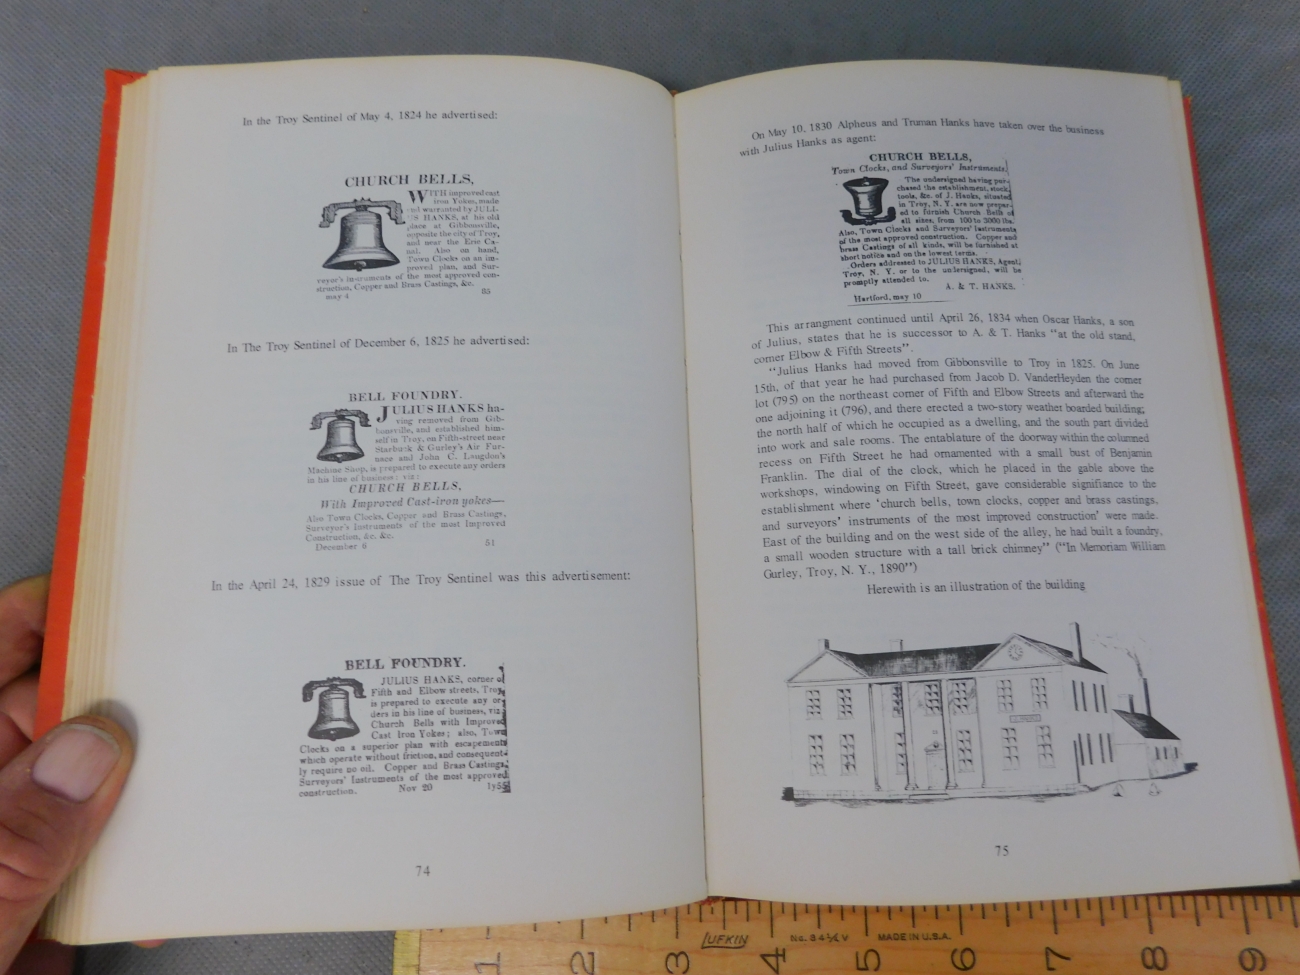 In the Troy Sentinel of May 4, 1824 he advertised:
CHURCH BELLS,
WITH improved cast
iron Yokes, made
and warranted by JULI-
US HANKS, at his old
place at Gibbonsville,
opposite the city of Troy,
and near the Erie Ca-
nal. Also on hand,
Town Clocks on an im-
proved plan, and Sur-
veyor's instruments of the most approved con-
struction, Copper and Brass Castings, &c.
may 4 85
In The Troy Sentinel of December 6, 1825 he advertised:
BELL FOUNDRY.
JULIUS HANKS ha-
ving removed from Gib-
bonsville, and established him-
self in Troy, on Fifth-street near
Starbuck & Gurley's Air Fur-
nace and John C. Langdon's
Machine Shop, is prepared to execute any orders
in his line of business; viz:
CHURCH BELLS,
With Improved Cast-iron yokes—
Also Town Clocks, Copper and Brass Castings,
Surveyor's Instruments of the most Improved
Construction, &c. &c.
December 6 51
In the April 24, 1829 issue of The Troy Sentinel was this advertisement:
BELL FOUNDRY.
JULIUS HANKS, corner of
Fifth and Elbow streets, Troy,
is prepared to execute any or-
ders in his line of business, viz.
Church Bells with Improved
Cast Iron Yokes; also, Town
Clocks on a superior plan with escapements
which operate without friction, and consequent-
ly require no oil. Copper and Brass Castings,
Surveyors' Instruments of the most approved
construction. Nov 20 1y55
74
On May 10, 1830 Alpheus and Truman Hanks have taken over the business
with Julius Hanks as agent:
CHURCH BELLS,
Town Clocks, and Surveyors' Instruments.
The undersigned having pur-
chased the establishment, stock,
tools, &c. of J. Hanks, situated
in Troy, N. Y. are now prepar-
ed to furnish Church Bells of
all sizes, from 100 to 3000 lbs.
Also, Town Clocks and Surveyors' Instruments
of the most approved construction. Copper and
brass Castings of all kinds, will be furnished at
short notice and on the lowest terms.
Orders addressed to JULIUS HANKS, Agent,
Troy, N. Y. or to the undersigned, will be
promptly attended to.
A. & T. HANKS.
Hartford, may 10
This arrangment continued until April 26, 1834 when Oscar Hanks, a son
of Julius, states that he is successor to A. & T. Hanks "at the old stand,
corner Elbow & Fifth Streets".
"Julius Hanks had moved from Gibbonsville to Troy in 1825. On June
15th, of that year he had purchased from Jacob D. VanderHeyden the corner
lot (795) on the northeast corner of Fifth and Elbow Streets and afterward the
one adjoining it (796), and there erected a two-story weather boarded building;
the north half of which he occupied as a dwelling, and the south part divided
into work and sale rooms. The entablature of the doorway within the columned
recess on Fifth Street he had ornamented with a small bust of Benjamin
Franklin. The dial of the clock, which he placed in the gable above the
workshops, windowing on Fifth Street, gave considerable signifiance to the
establishment where 'church bells, town clocks, copper and brass castings,
and surveyors' instruments of the most improved construction' were made.
East of the building and on the west side of the alley, he had built a foundry,
a small wooden structure with a tall brick chimney" ("In Memoriam William
Gurley, Troy, N. Y., 1890")
Herewith is an illustration of the building
75
LUFKIN No. 34 MADE IN U.S.A.
1 2 3 4 5 6 7 8 9